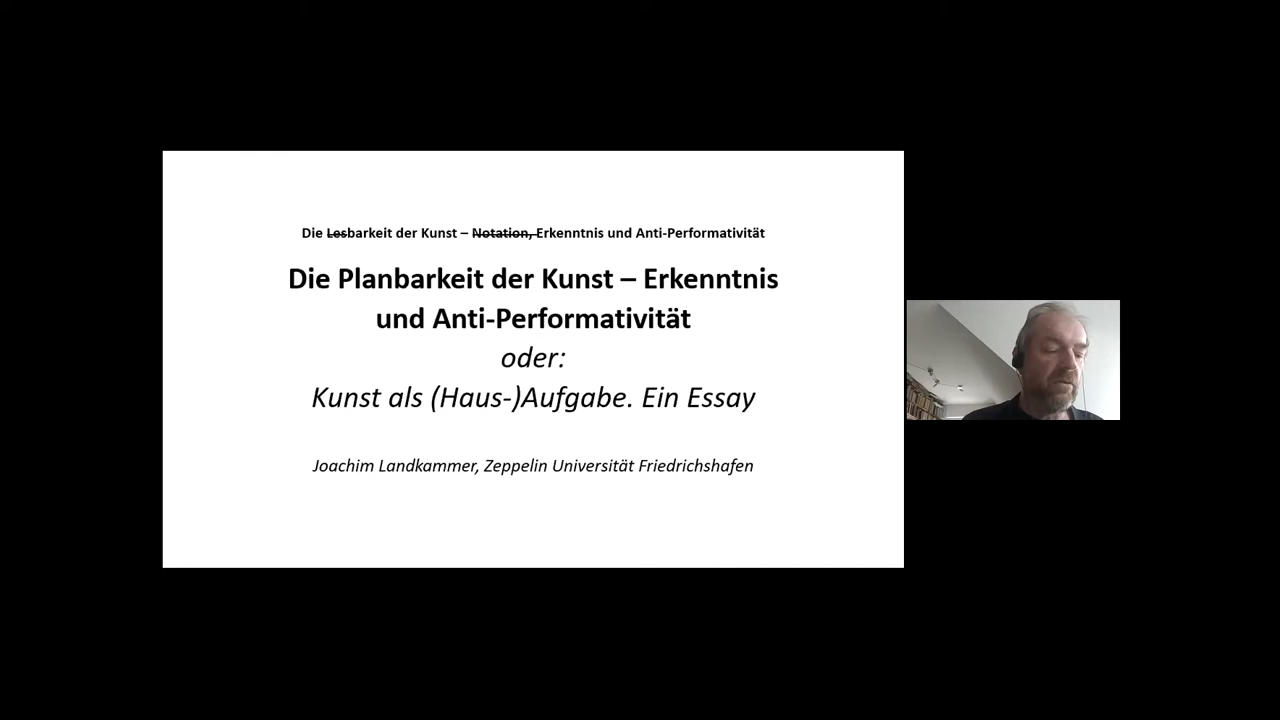 Die Lesbarkeit der Kunst – Notation, Erkenntnis und Anti-Performativität
Die Planbarkeit der Kunst – Erkenntnis
und Anti-Performativität
oder:
Kunst als (Haus-)Aufgabe. Ein Essay
Joachim Landkammer, Zeppelin Universität Friedrichshafen